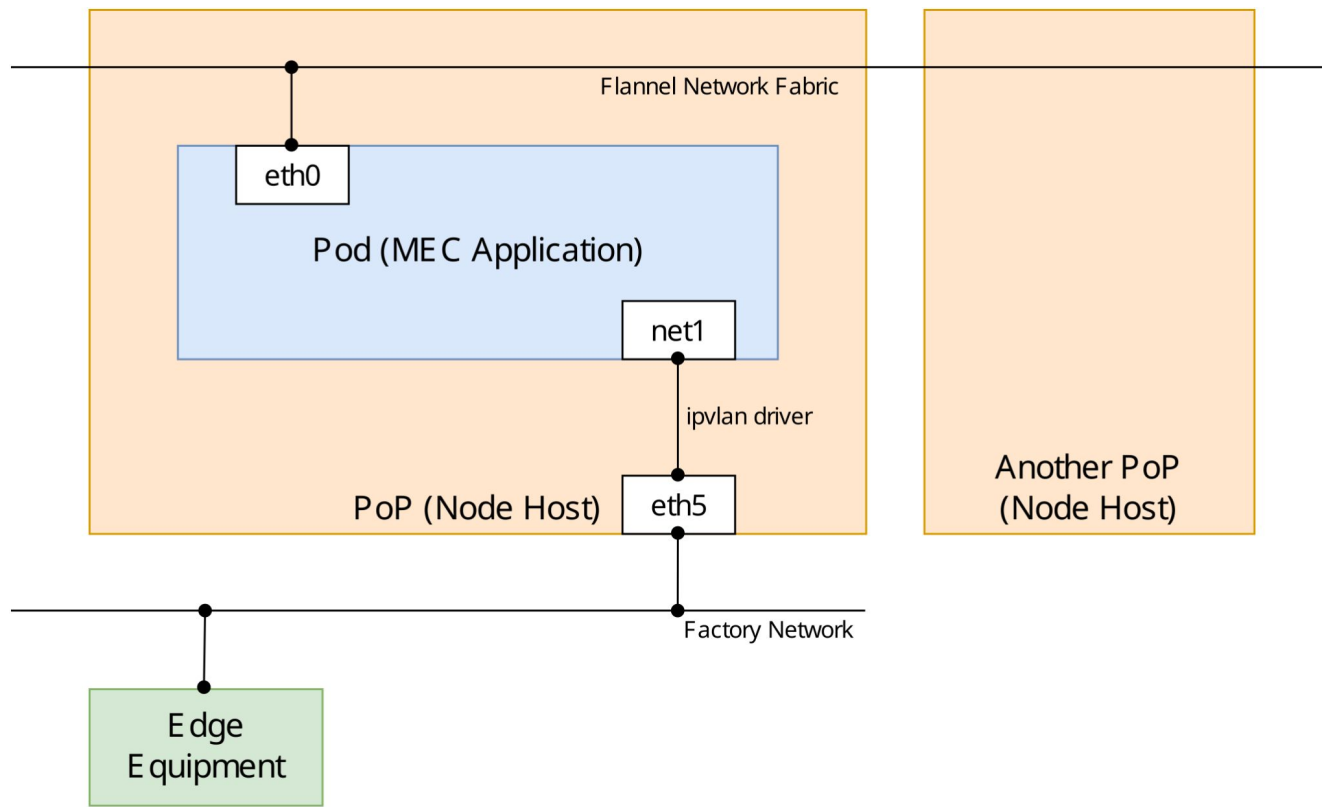 Flannel Network Fabric
eth0
Pod (MEC Application)
net1
ipvlan driver
PoP (Node Host)
eth5
Another PoP
(Node Host)
Factory Network
Edge
Equipment